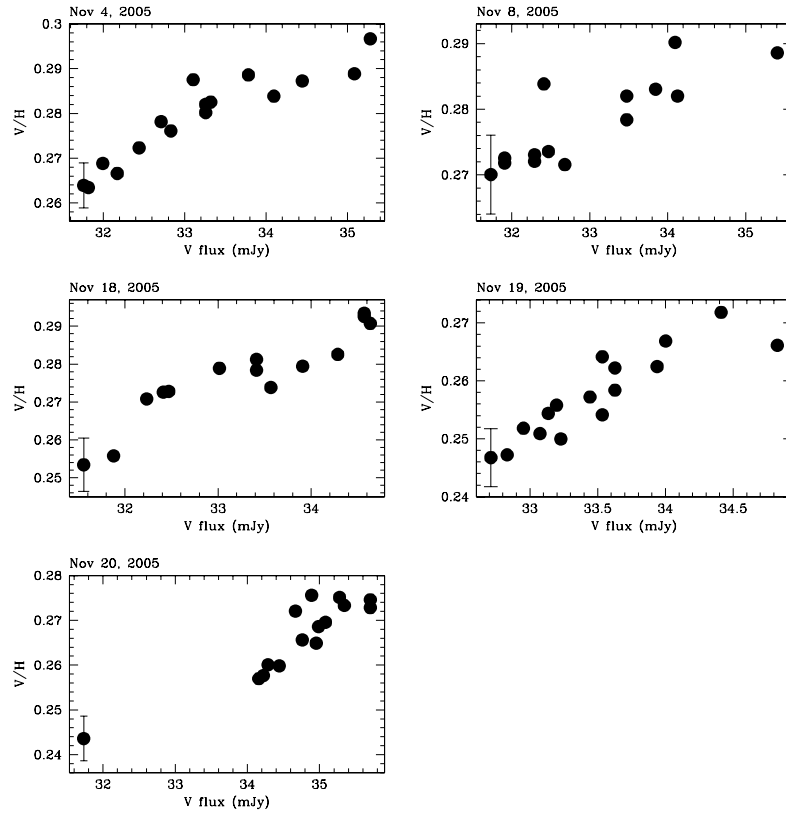 Nov 4, 2005
0.3
0.29
0.28
0.27
0.26
V/H
32
33
34
35
V flux (mJy)
Nov 8, 2005
0.29
0.28
0.27
V/H
32
33
34
35
V flux (mJy)
Nov 18, 2005
0.29
0.28
0.27
0.26
0.25
V/H
32
33
34
V flux (mJy)
Nov 19, 2005
0.27
0.26
0.25
0.24
V/H
33
33.5
34
34.5
V flux (mJy)
Nov 20, 2005
0.28
0.27
0.26
0.25
0.24
V/H
32
33
34
35
V flux (mJy)